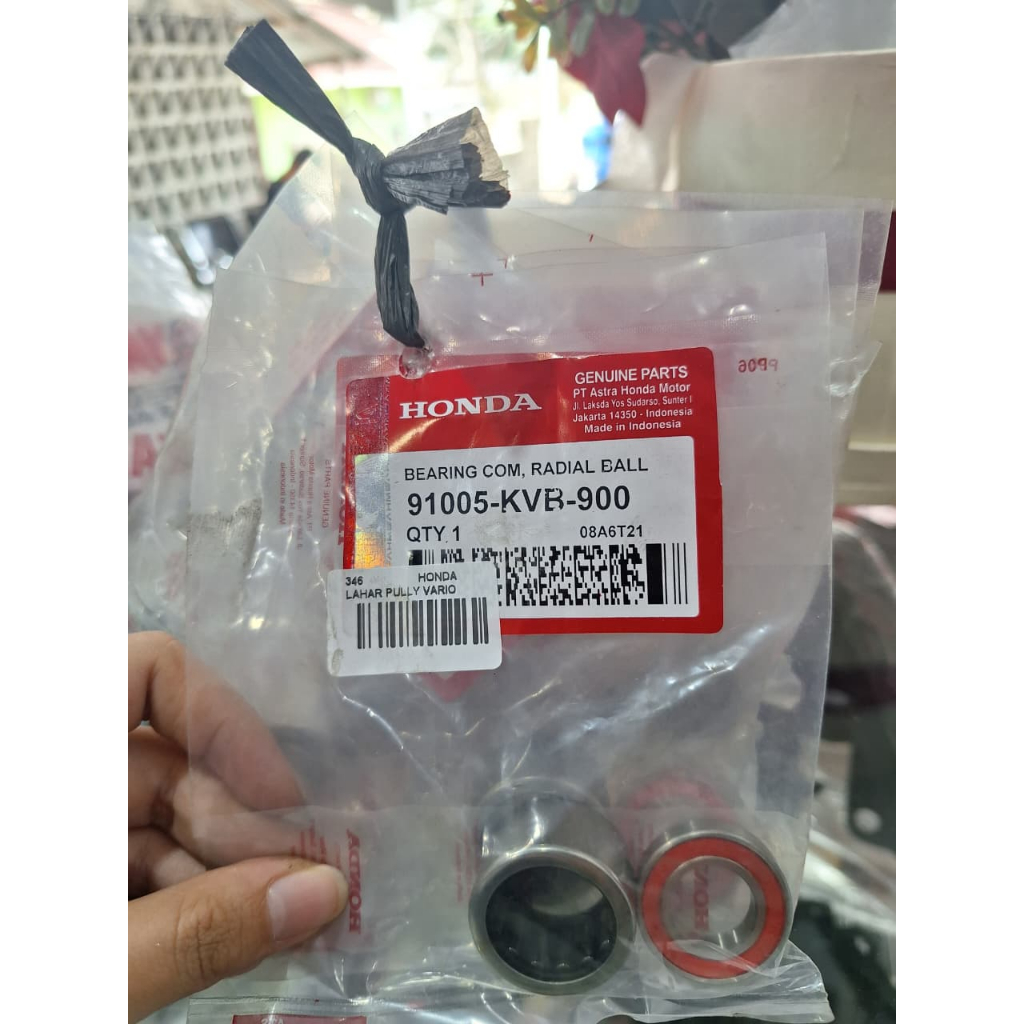 HONDA
GENUINE PARTS
PT Astra Honda Motor
Jl. Laksda Yos Sudarso, Sunter I
Jakarta 14350 - Indonesia
Made in Indonesia
BEARING COM, RADIAL BALL
91005-KVB-900
QTY 1 08A6T21
346 HONDA
LAHAR PULLY VARIO
PP06
HONDA